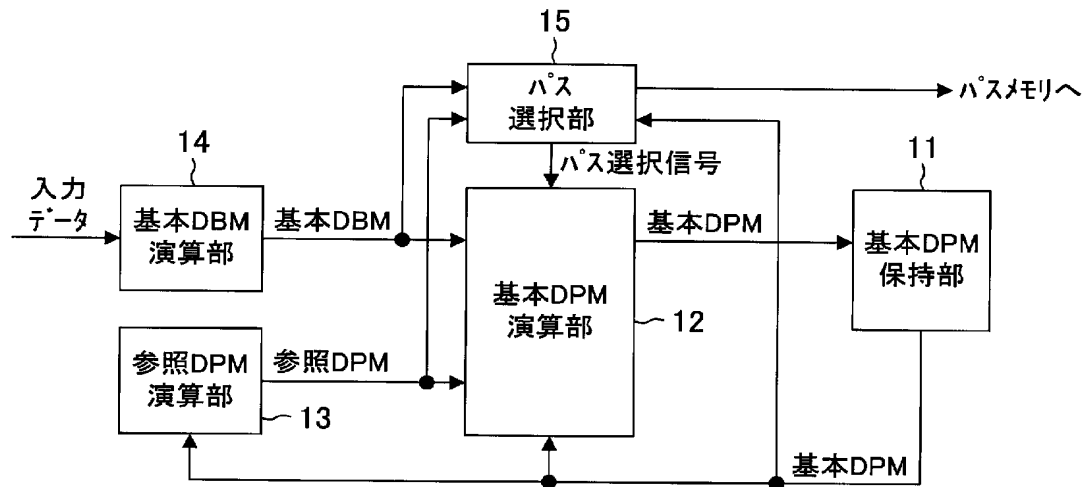 15
パス
選択部
パスメモリへ
パス選択信号
14
入力
データ
基本DBM
演算部
基本DBM
基本DPM
演算部
12
基本DPM
11
基本DPM
保持部
参照DPM
演算部
13
参照DPM
基本DPM